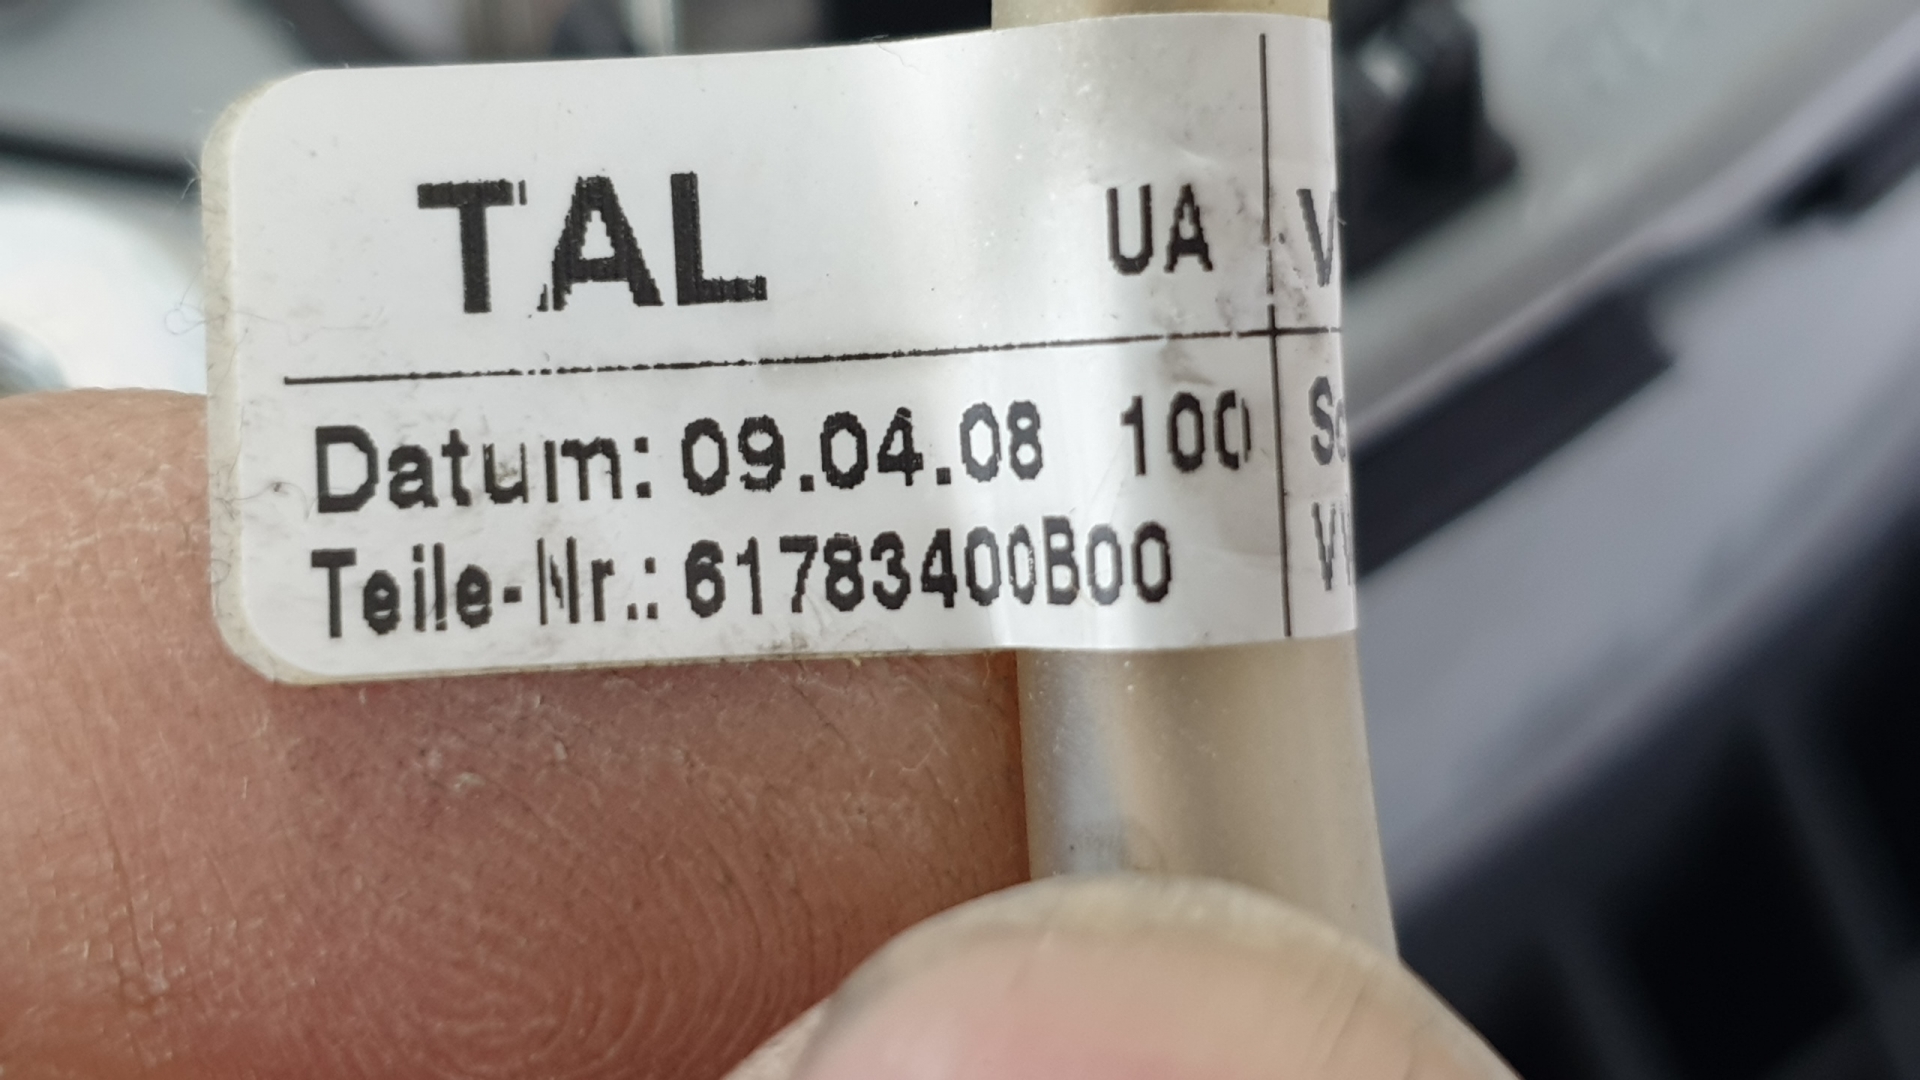 TAL UA
Datum: 09.04.08 100
Teile-Nr.: 61783400B00